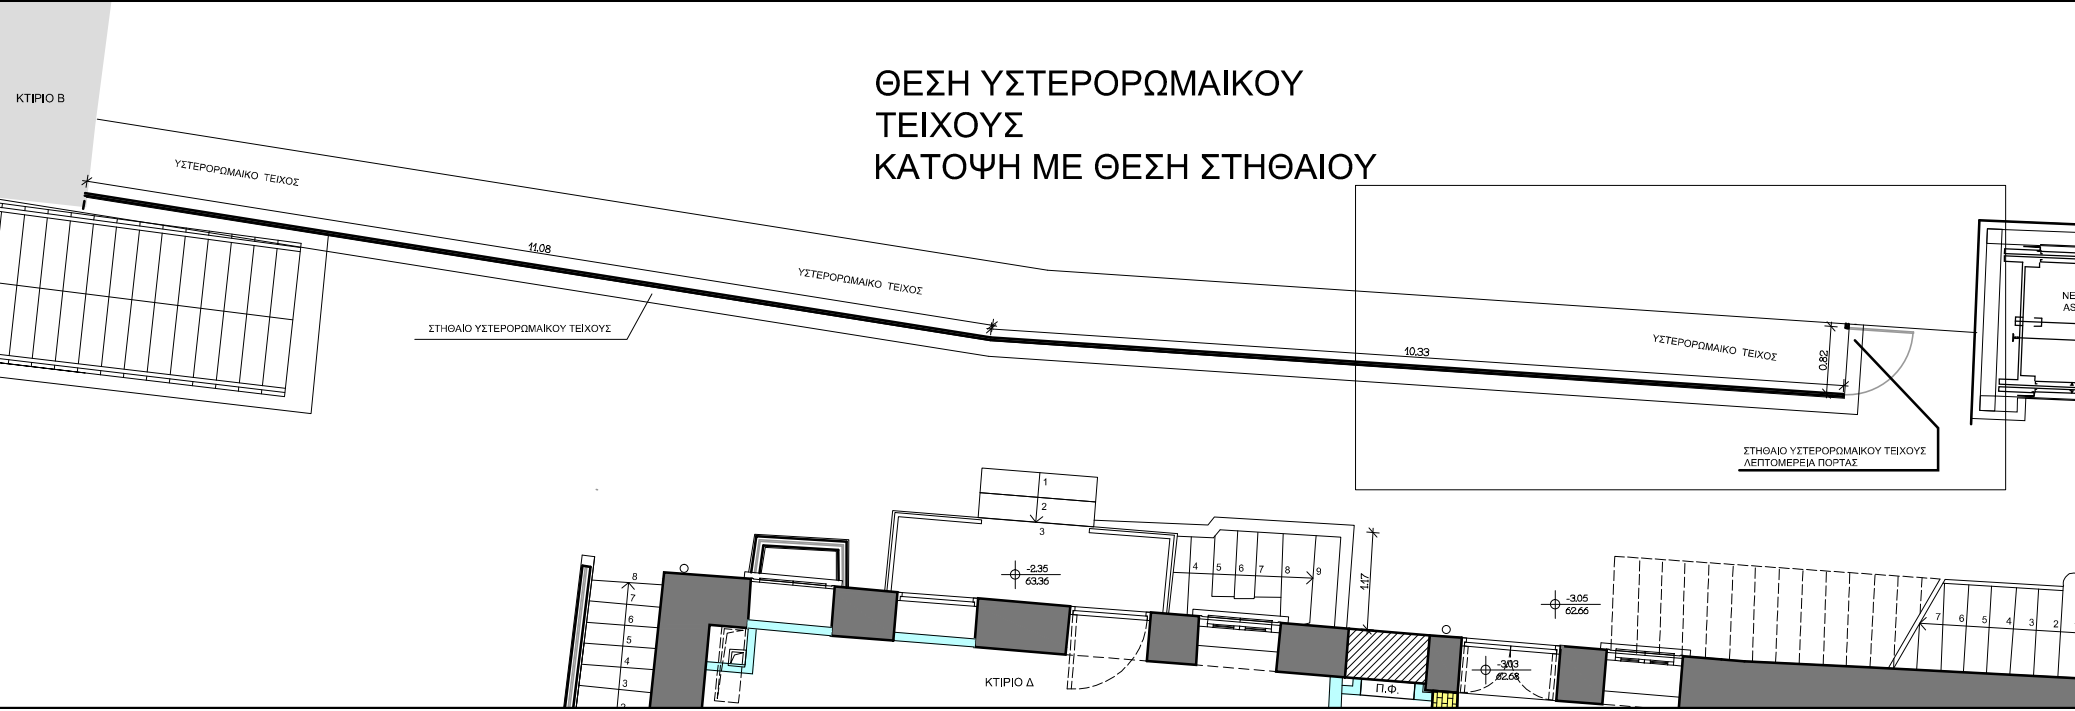 ΘΕΣΗ ΥΣΤΕΡΟΡΩΜΑΙΚΟΥ
ΤΕΙΧΟΥΣ
ΚΑΤΟΨΗ ΜΕ ΘΕΣΗ ΣΤΗΘΑΙΟΥ
ΚΤΙΡΙΟ Β
ΥΣΤΕΡΟΡΩΜΑΙΚΟ ΤΕΙΧΟΣ
11.08
ΥΣΤΕΡΟΡΩΜΑΙΚΟ ΤΕΙΧΟΣ
ΣΤΗΘΑΙΟ ΥΣΤΕΡΟΡΩΜΑΙΚΟΥ ΤΕΙΧΟΥΣ
10.33
ΥΣΤΕΡΟΡΩΜΑΙΚΟ ΤΕΙΧΟΣ
0.82
NE
AS
ΣΤΗΘΑΙΟ ΥΣΤΕΡΟΡΩΜΑΙΚΟΥ ΤΕΙΧΟΥΣ
ΛΕΠΤΟΜΕΡΕΙΑ ΠΟΡΤΑΣ
1
2
3
-2.35
63.36
4 5 6 7 8 9
1.17
-3.05
62.66
7 6 5 4 3 2
8
7
6
5
4
3
-3.03
62.68
ΚΤΙΡΙΟ Δ
Π.Φ.